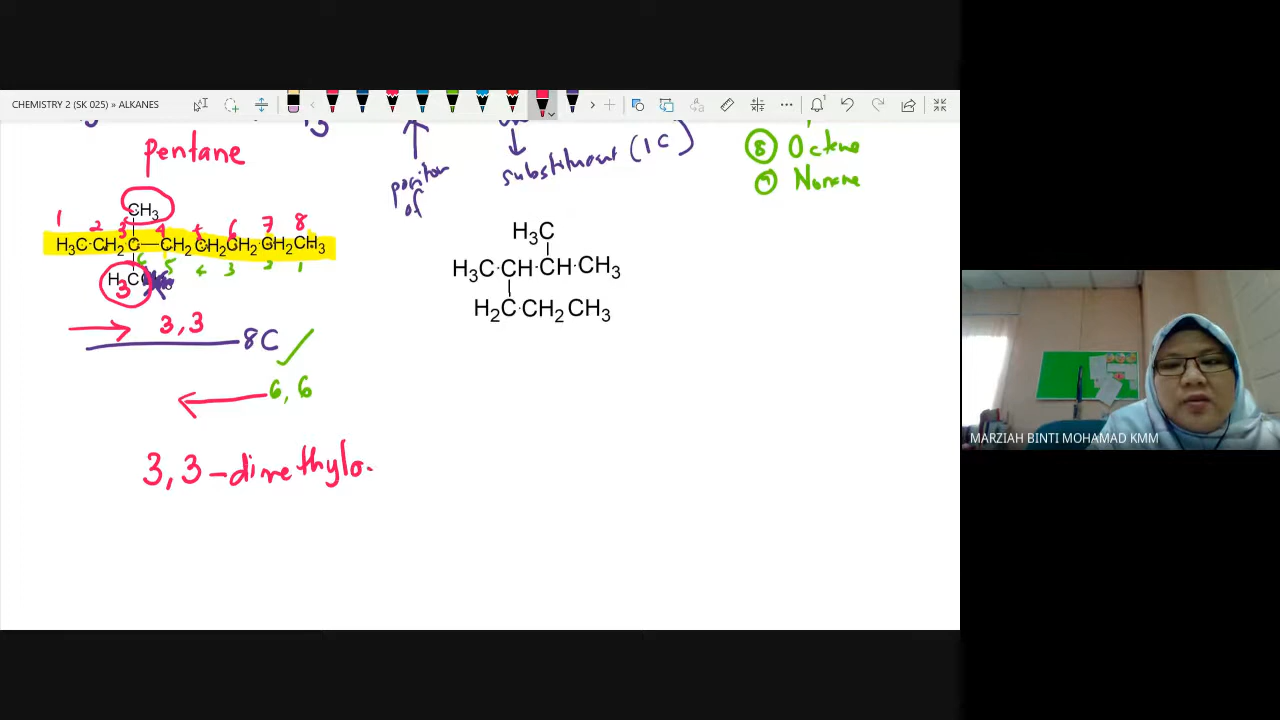 CHEMISTRY 2 (SK 025) » ALKANES
pentane
position
of
substituent (1C)
8 Octane
9 Nonane
CH3
1 2 3 4 5 6 7 8
H3C·CH2·C—CH2·CH2·CH2·CH2·CH3
6 5 4 3 2 1
H3C
3
3,3
8C
6,6
3,3-dimethylo
H3C
H3C·CH·CH·CH3
H2C·CH2·CH3
MARZIAH BINTI MOHAMAD KMM